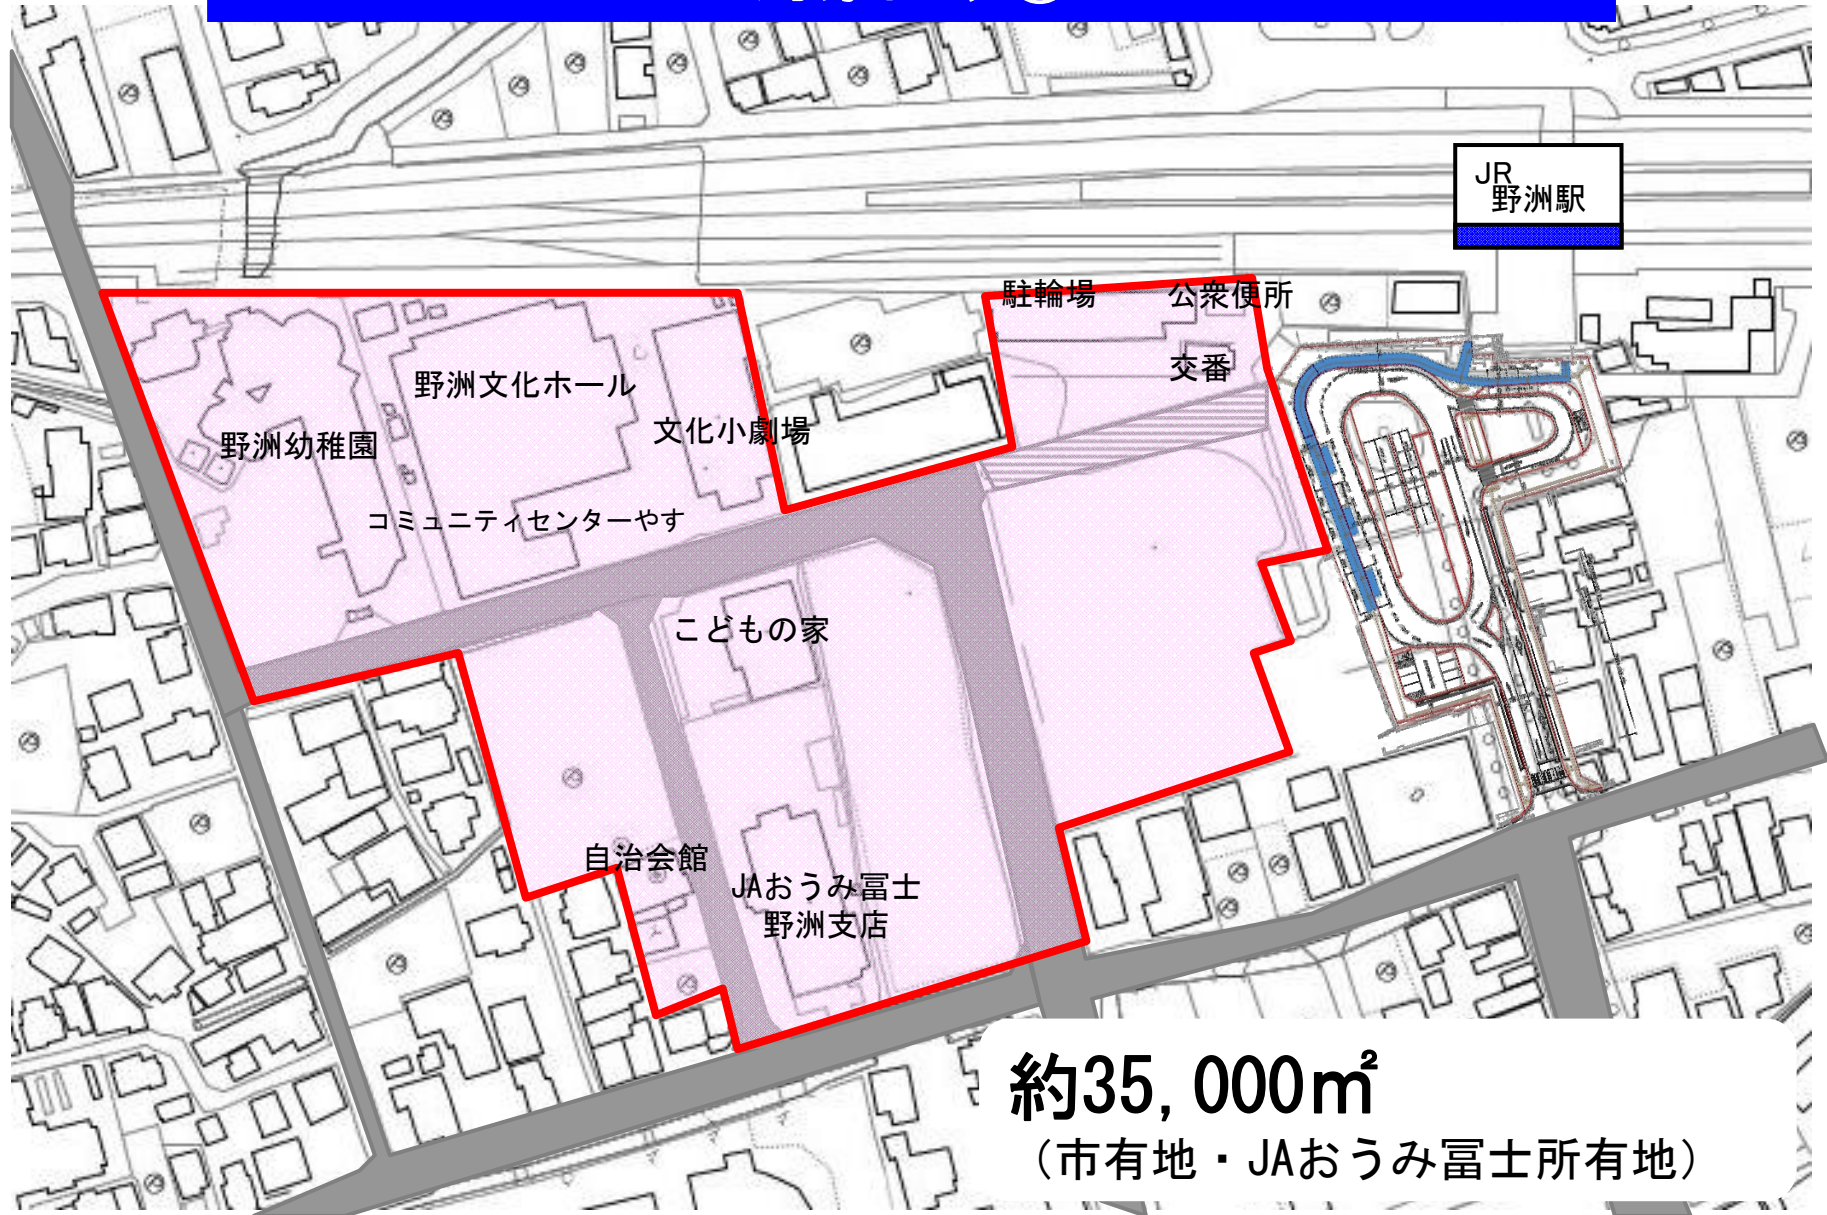 JR
野洲駅
駐輪場
公衆便所
交番
野洲文化ホール
文化小劇場
野洲幼稚園
コミュニティセンターやす
こどもの家
自治会館
JAおうみ冨士
野洲支店
約35,000㎡
（市有地・JAおうみ冨士所有地）